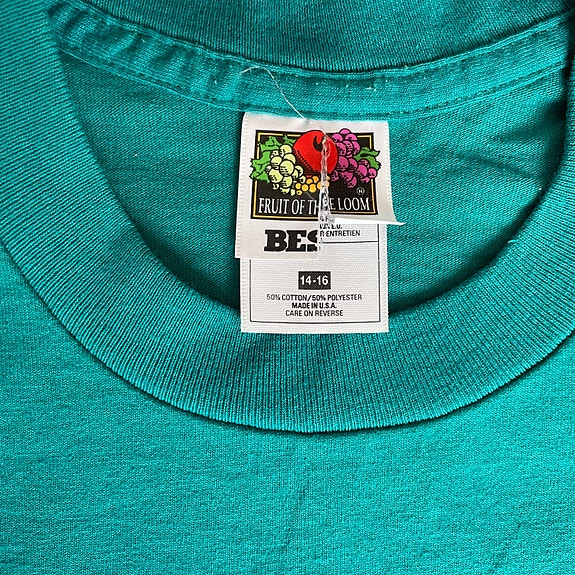 FRUIT OF THE LOOM
BES
ENTRETIEN
14-16
50% COTTON/50% POLYESTER
MADE IN U.S.A.
CARE ON REVERSE